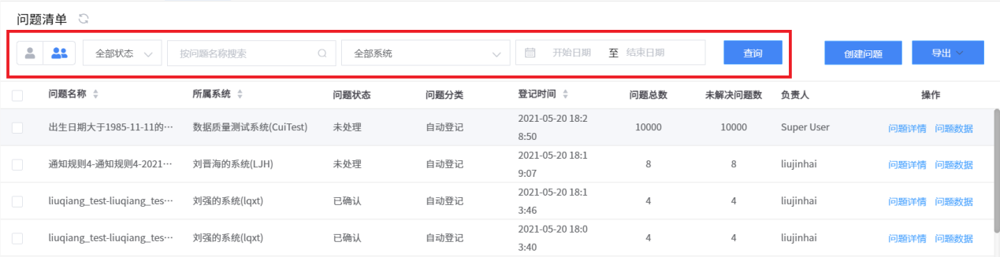 问题清单
全部状态 按问题名称搜索 全部系统 开始日期 至 结束日期 查询 创建问题 导出
问题名称 所属系统 问题状态 问题分类 登记时间 问题总数 未解决问题数 负责人 操作
出生日期大于1985-11-11的… 数据质量测试系统(CuiTest) 未处理 自动登记 2021-05-20 18:2 10000 10000 Super User 问题详情 问题数据
8:50
通知规则4-通知规则4-2021… 刘晋海的系统(LJH) 未处理 自动登记 2021-05-20 18:1 8 8 liujinhai 问题详情 问题数据
9:07
liuqiang_test-liuqiang_tes… 刘强的系统(lqxt) 已确认 自动登记 2021-05-20 18:1 4 4 liujinhai 问题详情 问题数据
3:46
liuqiang_test-liuqiang_tes… 刘强的系统(lqxt) 已确认 自动登记 2021-05-20 18:0 4 4 liujinhai 问题详情 问题数据
3:40